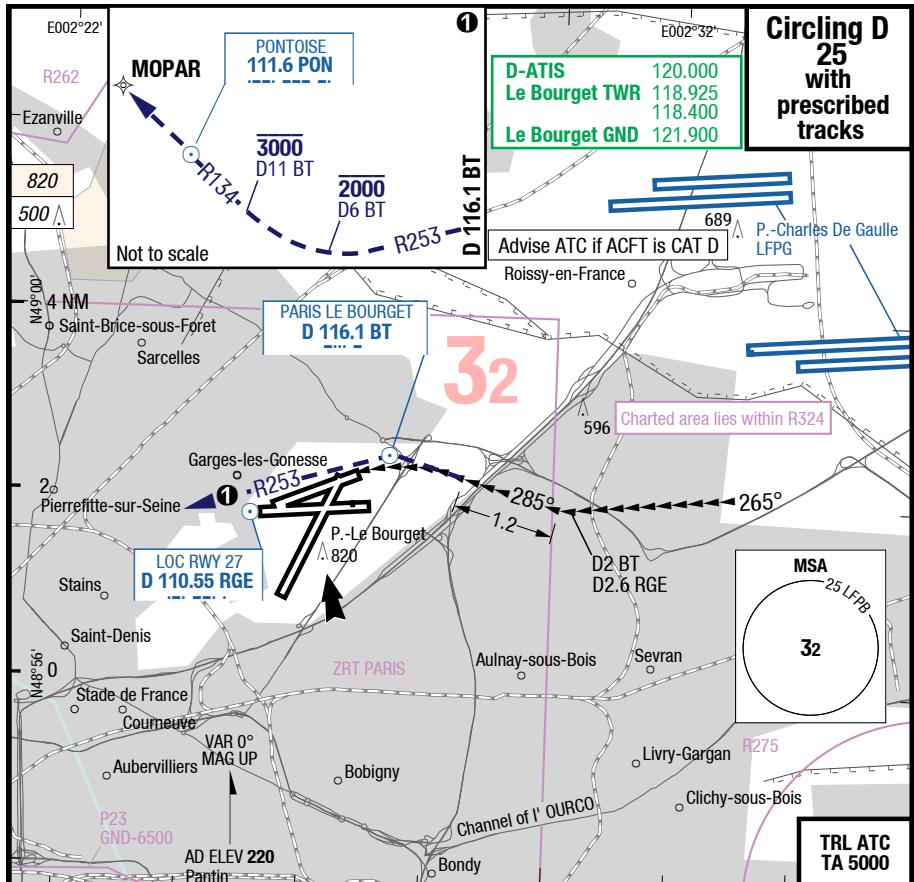 E002°22'
E002°32'
❶
Circling D
25
with
prescribed
tracks
PONTOISE
111.6 PON
MOPAR
R262
Ezanville
D-ATIS 120.000
Le Bourget TWR 118.925
118.400
Le Bourget GND 121.900
3000
D11 BT
R134
2000
D6 BT
R253
D 116.1 BT
Not to scale
820
500
689
P.-Charles De Gaulle
LFPG
Advise ATC if ACFT is CAT D
Roissy-en-France
N49°00'
4 NM
Saint-Brice-sous-Foret
Sarcelles
PARIS LE BOURGET
D 116.1 BT
32
596
Charted area lies within R324
Garges-les-Gonesse
R253
❶
2
Pierrefitte-sur-Seine
285°
265°
1.2
P.-Le Bourget
820
D2 BT
D2.6 RGE
LOC RWY 27
D 110.55 RGE
Stains
MSA
25 LFPB
32
Saint-Denis
N48°56'
0
ZRT PARIS
Aulnay-sous-Bois
Sevran
Stade de France
Courneuve
VAR 0°
MAG UP
Aubervilliers
Bobigny
Livry-Gargan
R275
Clichy-sous-Bois
Channel of l' OURCQ
P23
GND-6500
AD ELEV 220
Pantin
Bondy
TRL ATC
TA 5000